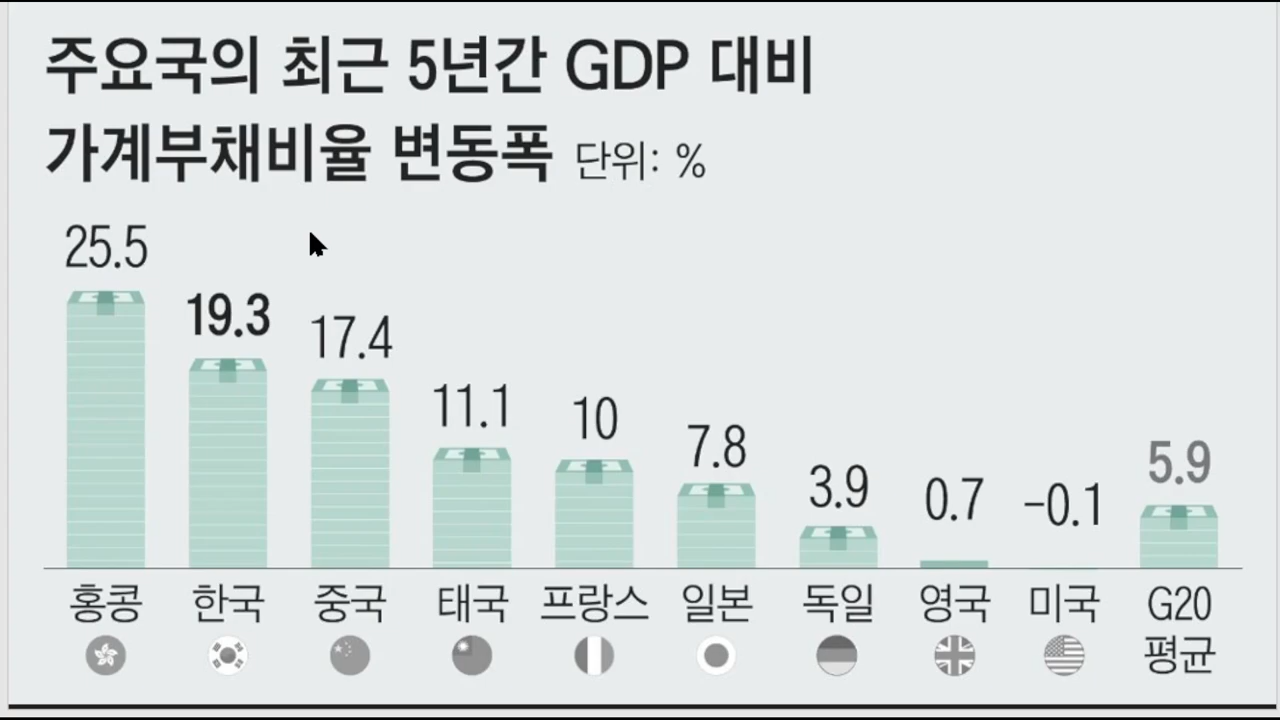 주요국의 최근 5년간 GDP 대비
가계부채비율 변동폭 단위: %
25.5
19.3
17.4
11.1
10
7.8
3.9
0.7
-0.1
5.9
홍콩 한국 중국 태국 프랑스 일본 독일 영국 미국 G20
평균